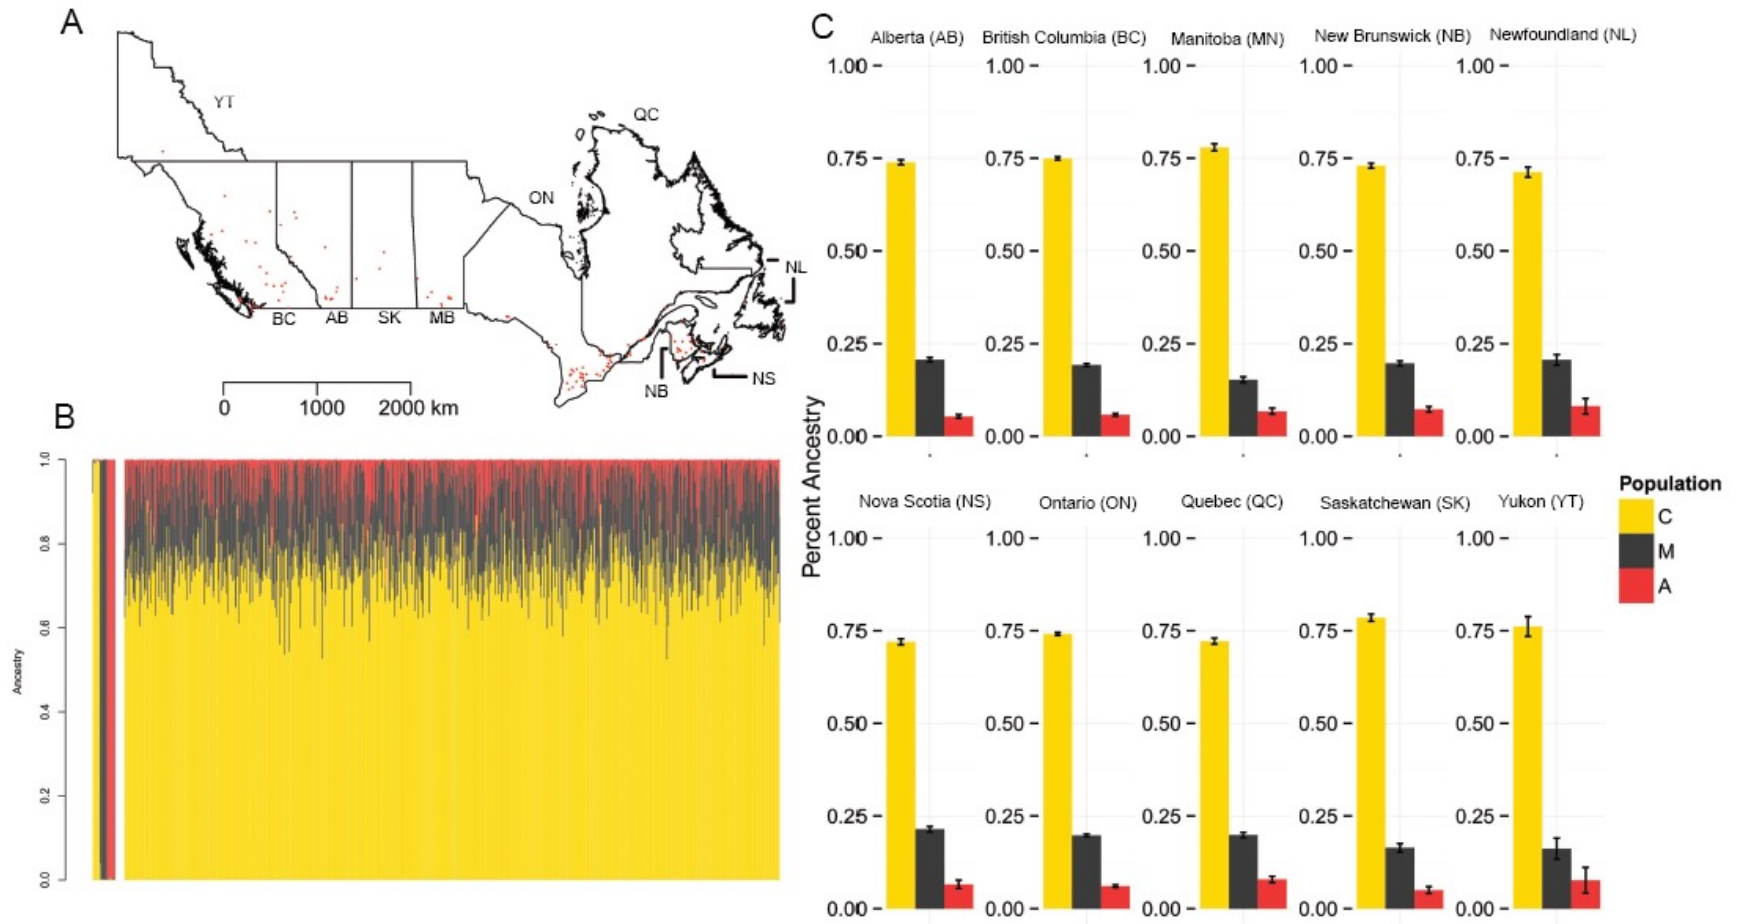 A
YT
QC
ON
NL
BC
AB
SK
MB
NB
NS
0 1000 2000 km
B
1.0
0.8
0.6
0.4
0.2
0.0
Ancestry
C
Percent Ancestry
Alberta (AB) British Columbia (BC) Manitoba (MN) New Brunswick (NB) Newfoundland (NL)
1.00 1.00 1.00 1.00 1.00
0.75 0.75 0.75 0.75 0.75
0.50 0.50 0.50 0.50 0.50
0.25 0.25 0.25 0.25 0.25
0.00 0.00 0.00 0.00 0.00
Nova Scotia (NS) Ontario (ON) Quebec (QC) Saskatchewan (SK) Yukon (YT)
1.00 1.00 1.00 1.00 1.00
0.75 0.75 0.75 0.75 0.75
0.50 0.50 0.50 0.50 0.50
0.25 0.25 0.25 0.25 0.25
0.00 0.00 0.00 0.00 0.00
Population
C
M
A